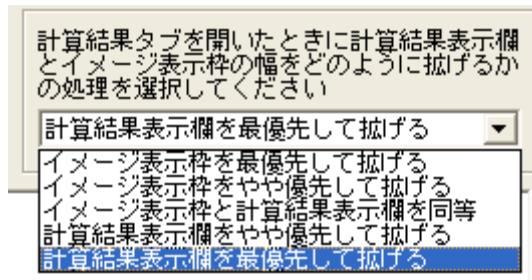 計算結果タブを開いたときに計算結果表示欄
とイメージ表示枠の幅をどのように拡げるか
の処理を選択してください
計算結果表示欄を最優先して拡げる
イメージ表示枠を最優先して拡げる
イメージ表示枠をやや優先して拡げる
イメージ表示枠と計算結果表示欄を同等
計算結果表示欄をやや優先して拡げる
計算結果表示欄を最優先して拡げる